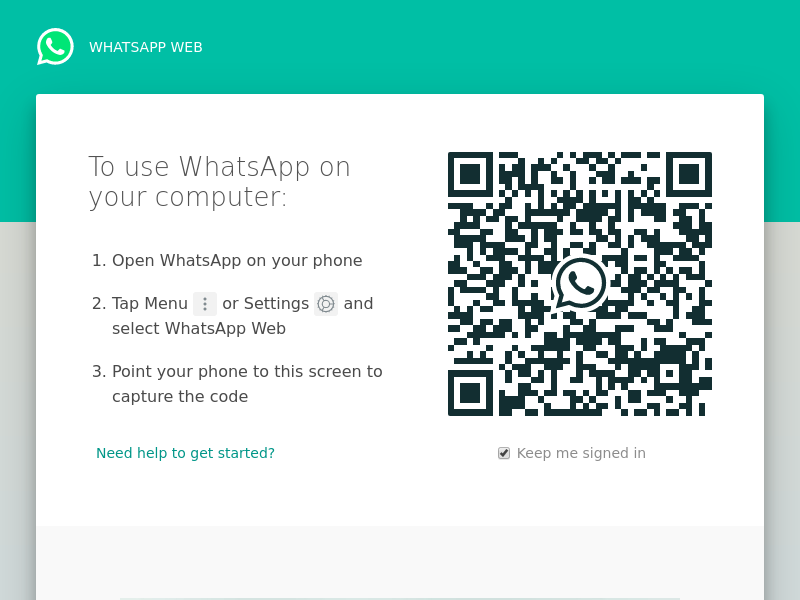 WHATSAPP WEB
To use WhatsApp on
your computer:
1. Open WhatsApp on your phone
2. Tap Menu or Settings and
select WhatsApp Web
3. Point your phone to this screen to
capture the code
Need help to get started?
Keep me signed in